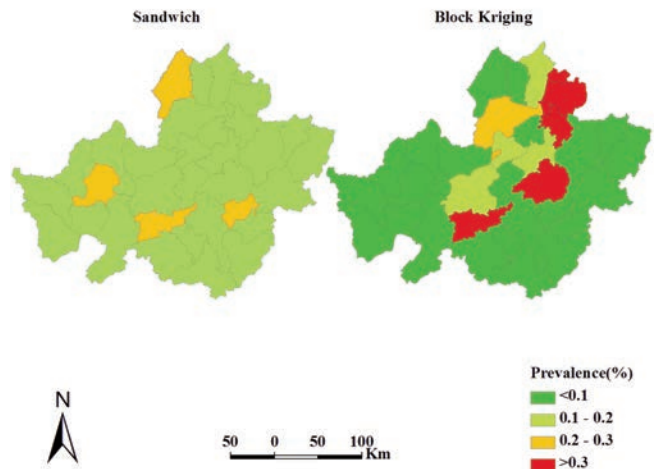 Sandwich
Block Kriging
Prevalence(%)
<0.1
0.1 - 0.2
0.2 - 0.3
>0.3
N
50 0 50 100
Km